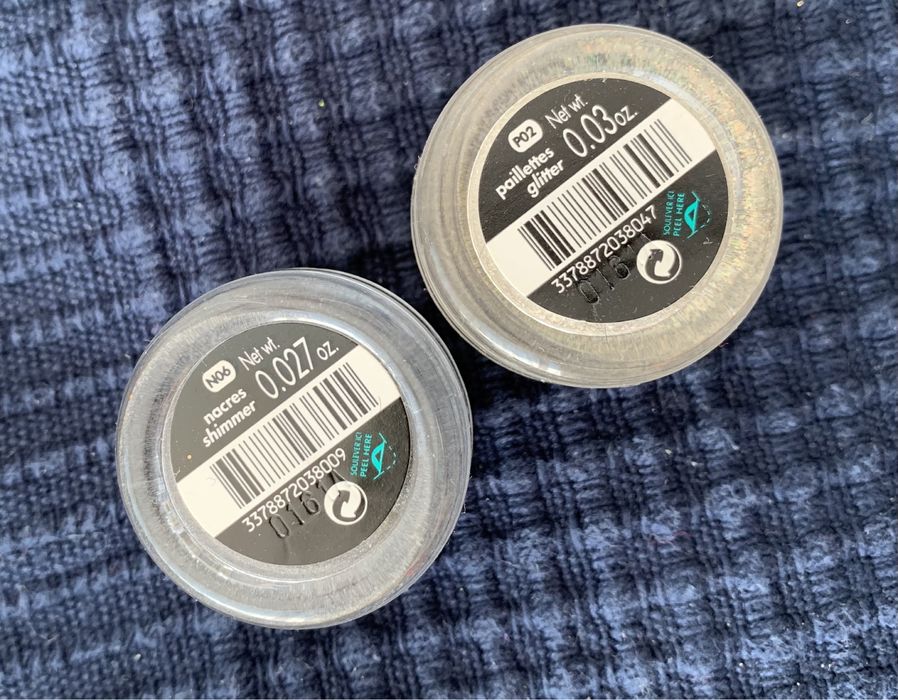 P02
Net wt.
0.03oz.
paillettes
glitter
3378872038047
SOULEVER ICI
PEEL HERE
N06
Net wt.
0.027 oz.
nacres
shimmer
3378872038009
SOULEVER ICI
PEEL HERE